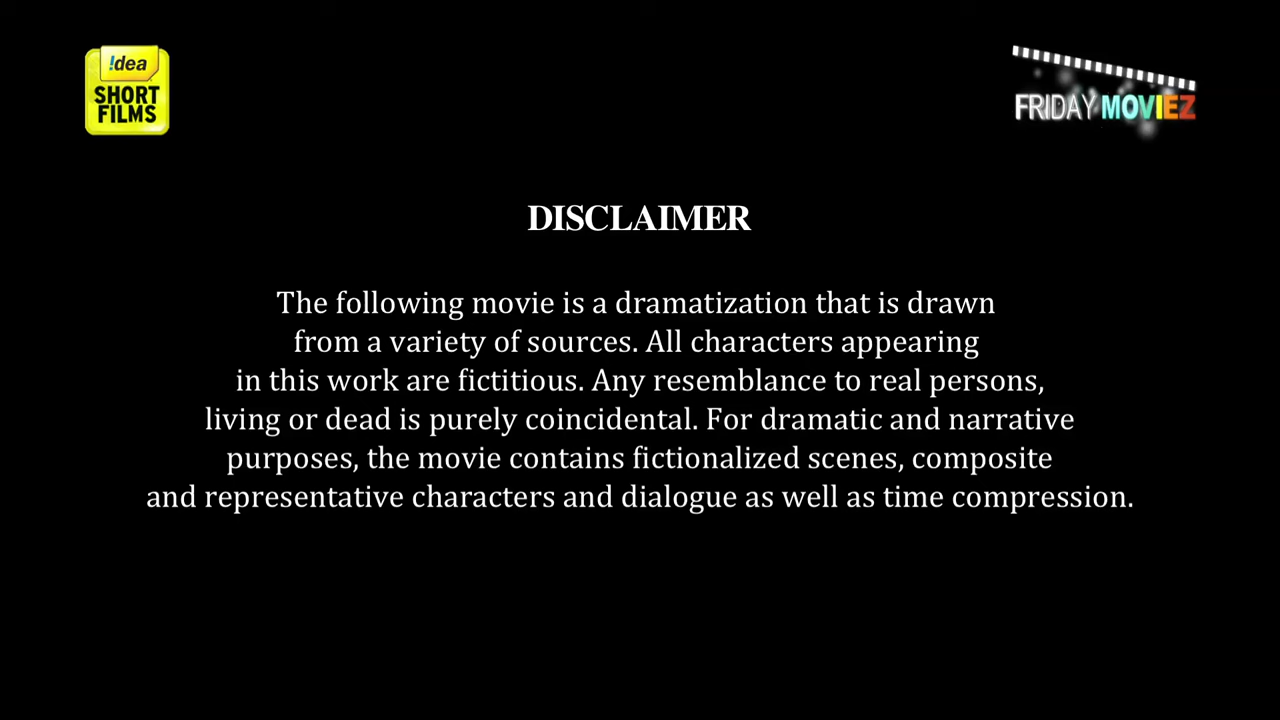 !dea
SHORT
FILMS
FRIDAY MOVIEZ
DISCLAIMER
The following movie is a dramatization that is drawn
from a variety of sources. All characters appearing
in this work are fictitious. Any resemblance to real persons,
living or dead is purely coincidental. For dramatic and narrative
purposes, the movie contains fictionalized scenes, composite
and representative characters and dialogue as well as time compression.